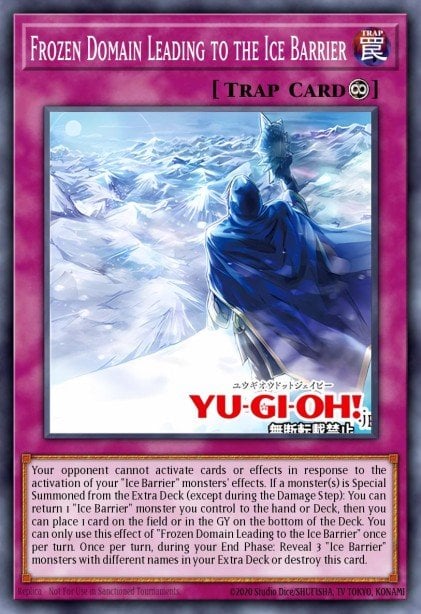 FROZEN DOMAIN LEADING TO THE ICE BARRIER
TRAP
罠
[ TRAP CARD ]
ユウギオウドットジェイピー
YU-GI-OH!
無断転載禁止
Your opponent cannot activate cards or effects in response to the
activation of your "Ice Barrier" monsters' effects. If a monster(s) is Special
Summoned from the Extra Deck (except during the Damage Step): You can
return 1 "Ice Barrier" monster you control to the hand or Deck, then you
can place 1 card on the field or in the GY on the bottom of the Deck. You
can only use this effect of "Frozen Domain Leading to the Ice Barrier" once
per turn. Once per turn, during your End Phase: Reveal 3 "Ice Barrier"
monsters with different names in your Extra Deck or destroy this card.
Replica - Not For Use in Sanctioned Tournaments
©2020 Studio Dice/SHUEISHA, TV TOKYO, KONAMI